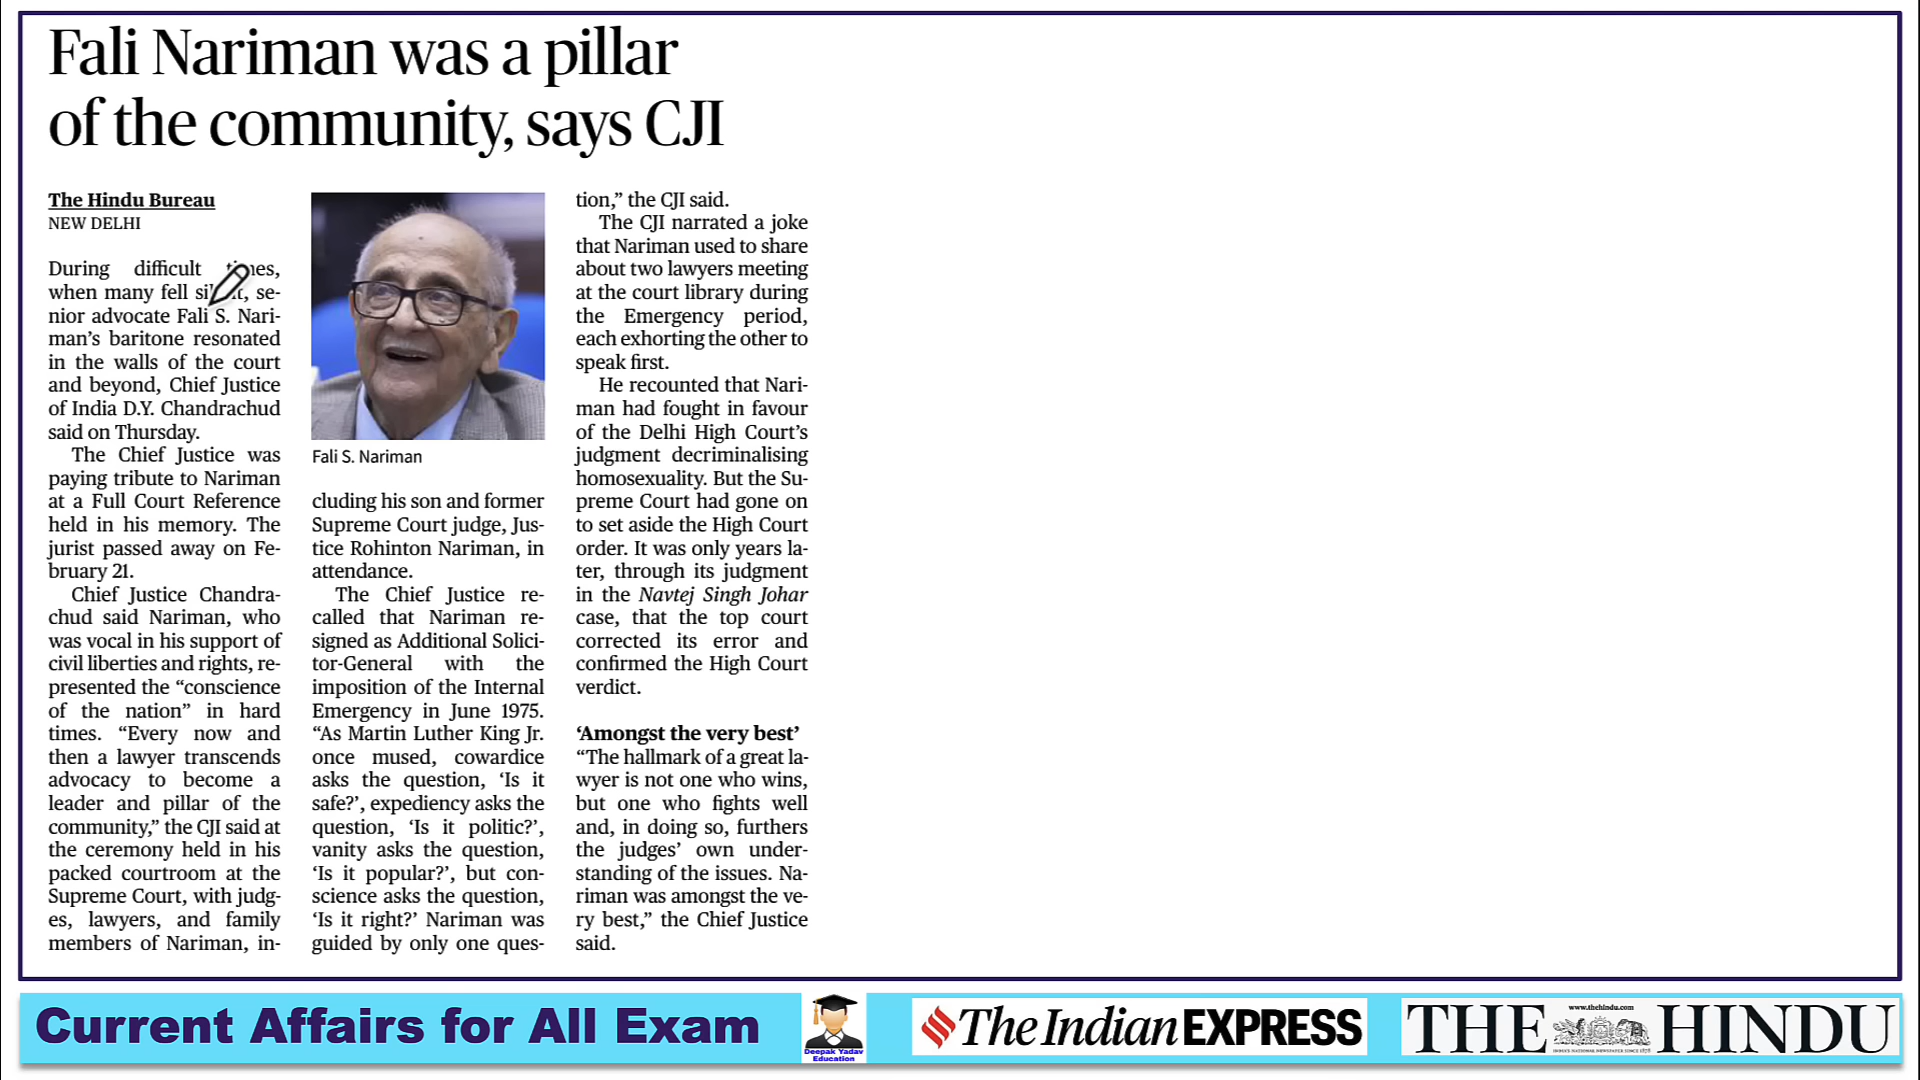 Fali Nariman was a pillar
of the community, says CJI
The Hindu Bureau
NEW DELHI
During difficult times,
when many fell silent, se-
nior advocate Fali S. Nari-
man's baritone resonated
in the walls of the court
and beyond, Chief Justice
of India D.Y. Chandrachud
said on Thursday.
The Chief Justice was
paying tribute to Nariman
at a Full Court Reference
held in his memory. The
jurist passed away on Fe-
bruary 21.
Chief Justice Chandra-
chud said Nariman, who
was vocal in his support of
civil liberties and rights, re-
presented the “conscience
of the nation” in hard
times. “Every now and
then a lawyer transcends
advocacy to become a
leader and pillar of the
community,” the CJI said at
the ceremony held in his
packed courtroom at the
Supreme Court, with judg-
es, lawyers, and family
members of Nariman, in-
Fali S. Nariman
cluding his son and former
Supreme Court judge, Jus-
tice Rohinton Nariman, in
attendance.
The Chief Justice re-
called that Nariman re-
signed as Additional Solici-
tor-General with the
imposition of the Internal
Emergency in June 1975.
“As Martin Luther King Jr.
once mused, cowardice
asks the question, ‘Is it
safe?’, expediency asks the
question, ‘Is it politic?’,
vanity asks the question,
‘Is it popular?’, but con-
science asks the question,
‘Is it right?’ Nariman was
guided by only one ques-
tion,” the CJI said.
The CJI narrated a joke
that Nariman used to share
about two lawyers meeting
at the court library during
the Emergency period,
each exhorting the other to
speak first.
He recounted that Nari-
man had fought in favour
of the Delhi High Court's
judgment decriminalising
homosexuality. But the Su-
preme Court had gone on
to set aside the High Court
order. It was only years la-
ter, through its judgment
in the Navtej Singh Johar
case, that the top court
corrected its error and
confirmed the High Court
verdict.
‘Amongst the very best’
“The hallmark of a great la-
wyer is not one who wins,
but one who fights well
and, in doing so, furthers
the judges’ own under-
standing of the issues. Na-
riman was amongst the ve-
ry best,” the Chief Justice
said.
Current Affairs for All Exam
Deepak Yadav
Education
The Indian EXPRESS
www.thehindu.com
THE HINDU
INDIA'S NATIONAL NEWSPAPER SINCE 1878